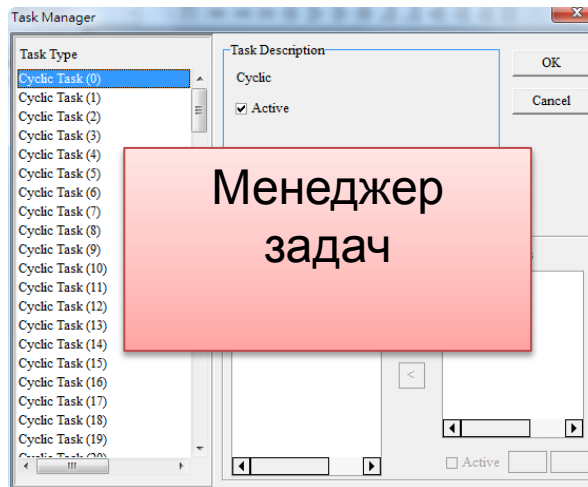 Task Manager
Task Type
Cyclic Task (0)
Cyclic Task (1)
Cyclic Task (2)
Cyclic Task (3)
Cyclic Task (4)
Cyclic Task (5)
Cyclic Task (6)
Cyclic Task (7)
Cyclic Task (8)
Cyclic Task (9)
Cyclic Task (10)
Cyclic Task (11)
Cyclic Task (12)
Cyclic Task (13)
Cyclic Task (14)
Cyclic Task (15)
Cyclic Task (16)
Cyclic Task (17)
Cyclic Task (18)
Cyclic Task (19)
Task Description
Cyclic
Active
OK
Cancel
Менеджер
задач
<
Active